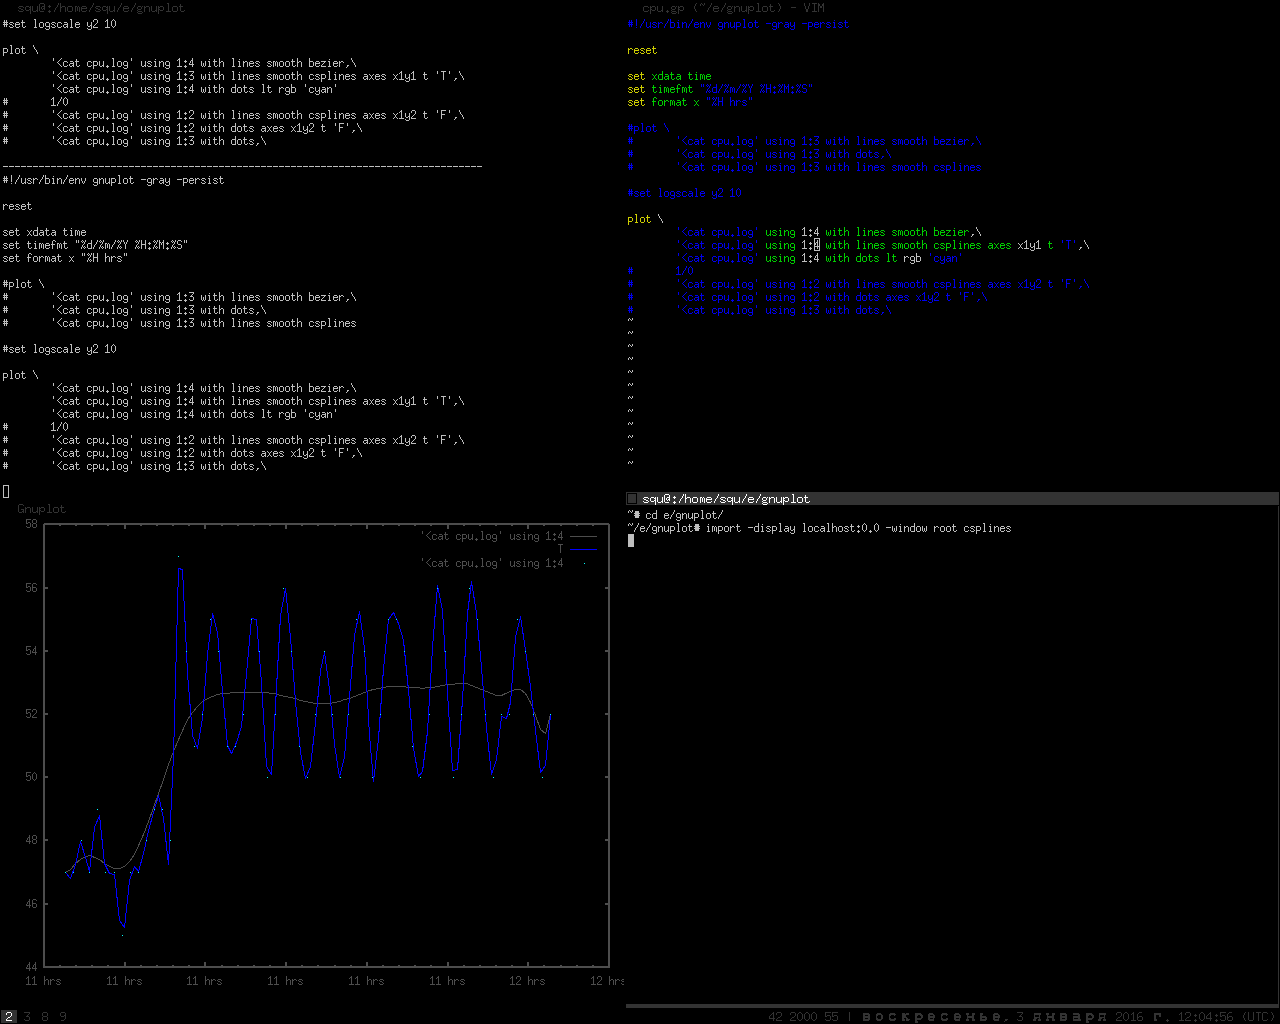 squ@:/home/squ/e/gnuplot
#set logscale y2 10
plot \
'<cat cpu.log' using 1:4 with lines smooth bezier,\
'<cat cpu.log' using 1:3 with lines smooth csplines axes x1y1 t 'T',\
'<cat cpu.log' using 1:4 with dots lt rgb 'cyan'
# 1/0
# '<cat cpu.log' using 1:2 with lines smooth csplines axes x1y2 t 'F',\
# '<cat cpu.log' using 1:2 with dots axes x1y2 t 'F',\
# '<cat cpu.log' using 1:3 with dots,\
--------------------------------------------------------------------------------
#!/usr/bin/env gnuplot -gray -persist
reset
set xdata time
set timefmt "%d/%m/%Y %H:%M:%S"
set format x "%H hrs"
#plot \
# '<cat cpu.log' using 1:3 with lines smooth bezier,\
# '<cat cpu.log' using 1:3 with dots,\
# '<cat cpu.log' using 1:3 with lines smooth csplines
#set logscale y2 10
plot \
'<cat cpu.log' using 1:4 with lines smooth bezier,\
'<cat cpu.log' using 1:4 with lines smooth csplines axes x1y1 t 'T',\
'<cat cpu.log' using 1:4 with dots lt rgb 'cyan'
# 1/0
# '<cat cpu.log' using 1:2 with lines smooth csplines axes x1y2 t 'F',\
# '<cat cpu.log' using 1:2 with dots axes x1y2 t 'F',\
# '<cat cpu.log' using 1:3 with dots,\
cpu.gp (~/e/gnuplot) - VIM
#!/usr/bin/env gnuplot -gray -persist
reset
set xdata time
set timefmt "%d/%m/%Y %H:%M:%S"
set format x "%H hrs"
#plot \
# '<cat cpu.log' using 1:3 with lines smooth bezier,\
# '<cat cpu.log' using 1:3 with dots,\
# '<cat cpu.log' using 1:3 with lines smooth csplines
#set logscale y2 10
plot \
'<cat cpu.log' using 1:4 with lines smooth bezier,\
'<cat cpu.log' using 1:4 with lines smooth csplines axes x1y1 t 'T',\
'<cat cpu.log' using 1:4 with dots lt rgb 'cyan'
# 1/0
# '<cat cpu.log' using 1:2 with lines smooth csplines axes x1y2 t 'F',\
# '<cat cpu.log' using 1:2 with dots axes x1y2 t 'F',\
# '<cat cpu.log' using 1:3 with dots,\
~
~
~
~
~
~
~
~
~
~
~
~
squ@:/home/squ/e/gnuplot
~# cd e/gnuplot/
~/e/gnuplot# import -display localhost:0.0 -window root csplines
Gnuplot
58
56
54
52
50
48
46
44
'<cat cpu.log' using 1:4
T
'<cat cpu.log' using 1:4
11 hrs 11 hrs 11 hrs 11 hrs 11 hrs 11 hrs 12 hrs 12 hrs
2 3 8 9
42 2000 55 | воскресенье, 3 января 2016 г. 12:04:56 (UTC)